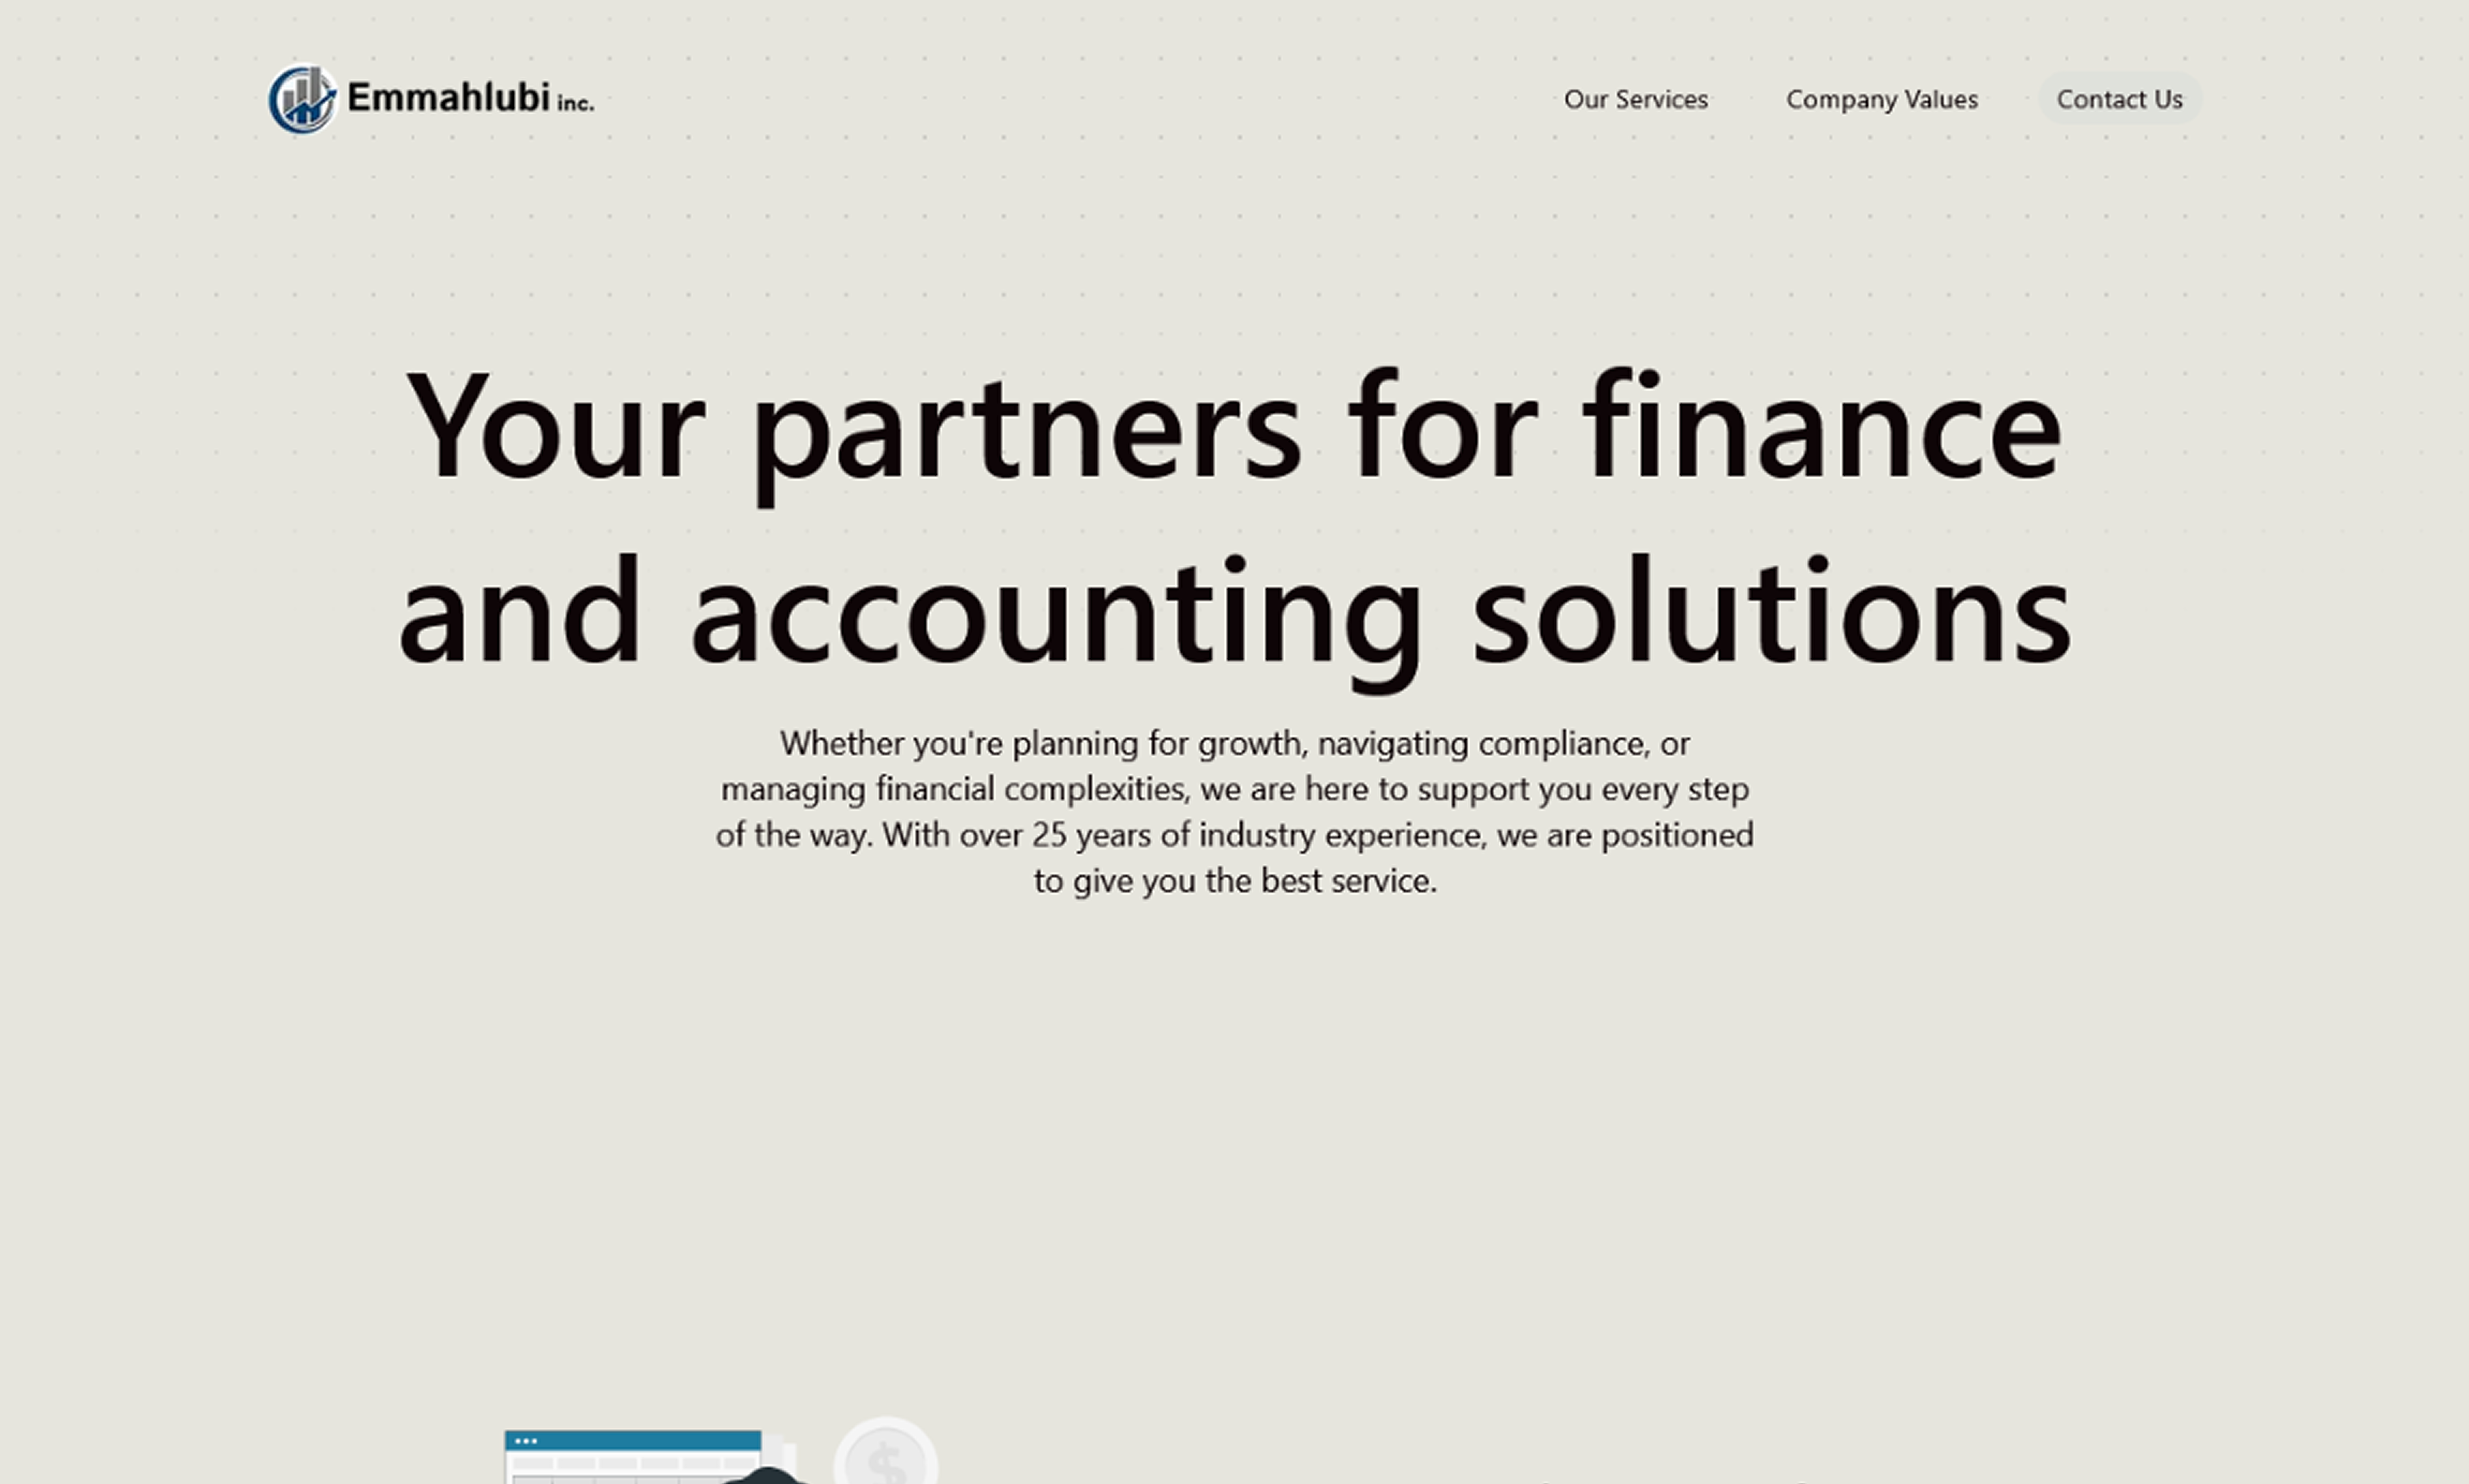 Emmahlubi inc.
Our Services
Company Values
Contact Us
Your partners for finance
and accounting solutions
Whether you're planning for growth, navigating compliance, or
managing financial complexities, we are here to support you every step
of the way. With over 25 years of industry experience, we are positioned
to give you the best service.
$